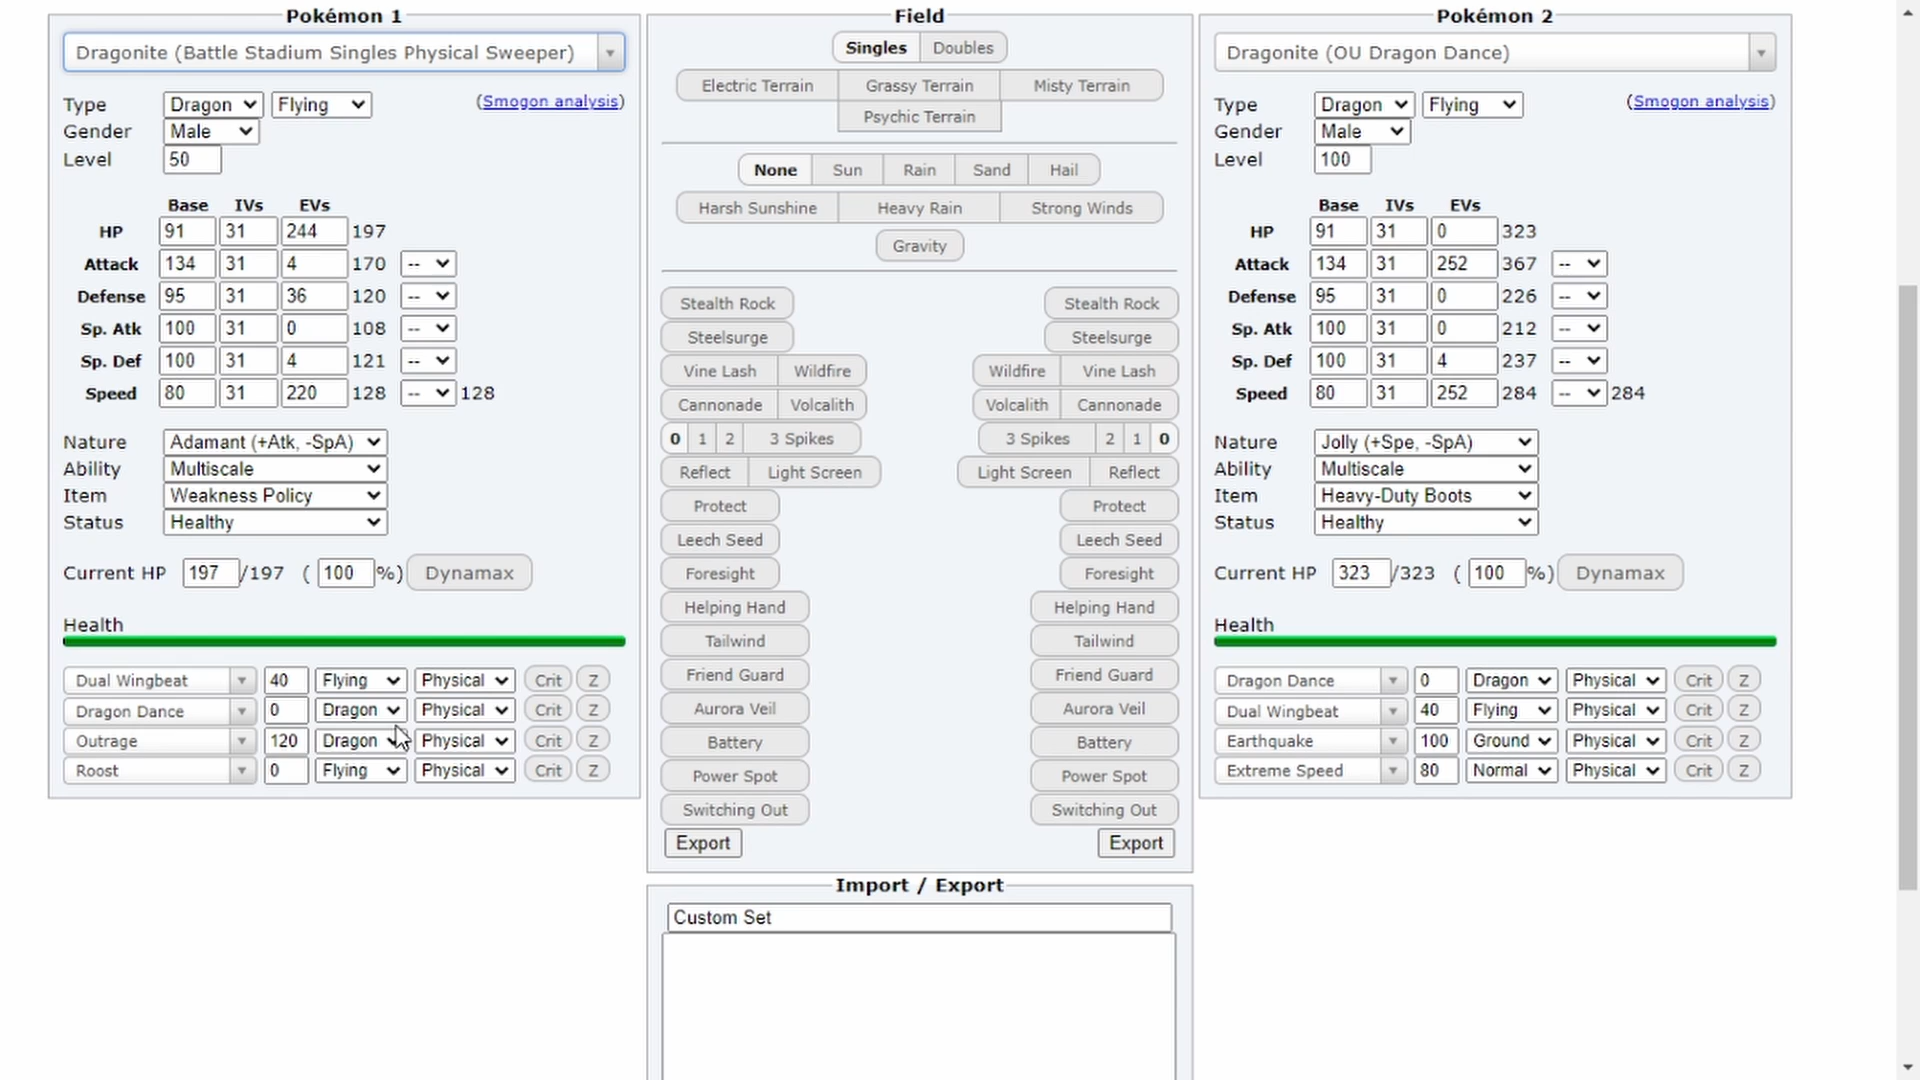 Pokémon 1
Dragonite (Battle Stadium Singles Physical Sweeper)
Type Dragon Flying (Smogon analysis)
Gender Male
Level 50
Base IVs EVs
HP 91 31 244 197
Attack 134 31 4 170 --
Defense 95 31 36 120 --
Sp. Atk 100 31 0 108 --
Sp. Def 100 31 4 121 --
Speed 80 31 220 128 -- 128
Nature Adamant (+Atk, -SpA)
Ability Multiscale
Item Weakness Policy
Status Healthy
Current HP 197 /197 ( 100 %) Dynamax
Health
Dual Wingbeat 40 Flying Physical Crit Z
Dragon Dance 0 Dragon Physical Crit Z
Outrage 120 Dragon Physical Crit Z
Roost 0 Flying Physical Crit Z
Field
Singles Doubles
Electric Terrain Grassy Terrain Misty Terrain
Psychic Terrain
None Sun Rain Sand Hail
Harsh Sunshine Heavy Rain Strong Winds
Gravity
Stealth Rock Stealth Rock
Steelsurge Steelsurge
Vine Lash Wildfire Wildfire Vine Lash
Cannonade Volcalith Volcalith Cannonade
0 1 2 3 Spikes 3 Spikes 2 1 0
Reflect Light Screen Light Screen Reflect
Protect Protect
Leech Seed Leech Seed
Foresight Foresight
Helping Hand Helping Hand
Tailwind Tailwind
Friend Guard Friend Guard
Aurora Veil Aurora Veil
Battery Battery
Power Spot Power Spot
Switching Out Switching Out
Export Export
Import / Export
Custom Set
Pokémon 2
Dragonite (OU Dragon Dance)
Type Dragon Flying (Smogon analysis)
Gender Male
Level 100
Base IVs EVs
HP 91 31 0 323
Attack 134 31 252 367 --
Defense 95 31 0 226 --
Sp. Atk 100 31 0 212 --
Sp. Def 100 31 4 237 --
Speed 80 31 252 284 -- 284
Nature Jolly (+Spe, -SpA)
Ability Multiscale
Item Heavy-Duty Boots
Status Healthy
Current HP 323 /323 ( 100 %) Dynamax
Health
Dragon Dance 0 Dragon Physical Crit Z
Dual Wingbeat 40 Flying Physical Crit Z
Earthquake 100 Ground Physical Crit Z
Extreme Speed 80 Normal Physical Crit Z